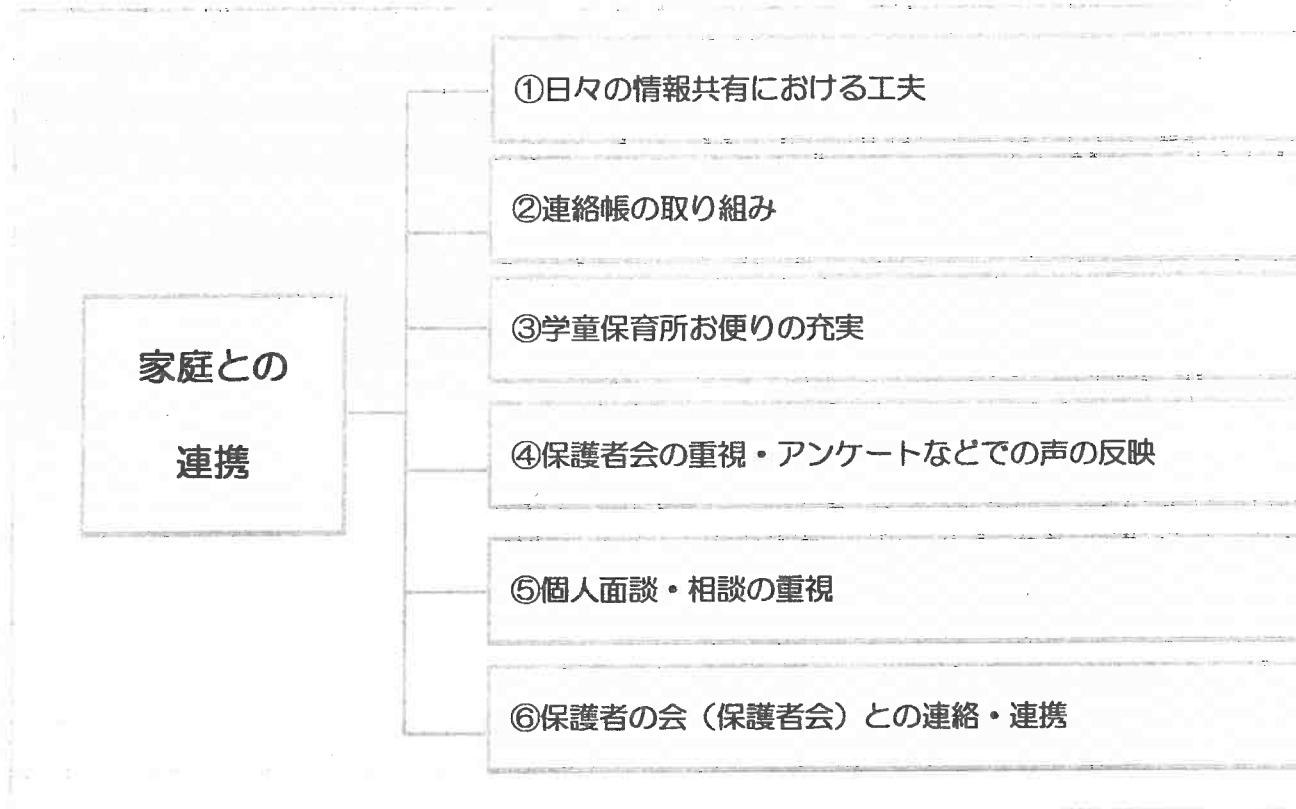 ①日々の情報共有における工夫
②連絡帳の取り組み
③学童保育所お便りの充実
家庭との
連携
④保護者会の重視・アンケートなどでの声の反映
⑤個人面談・相談の重視
⑥保護者の会（保護者会）との連絡・連携